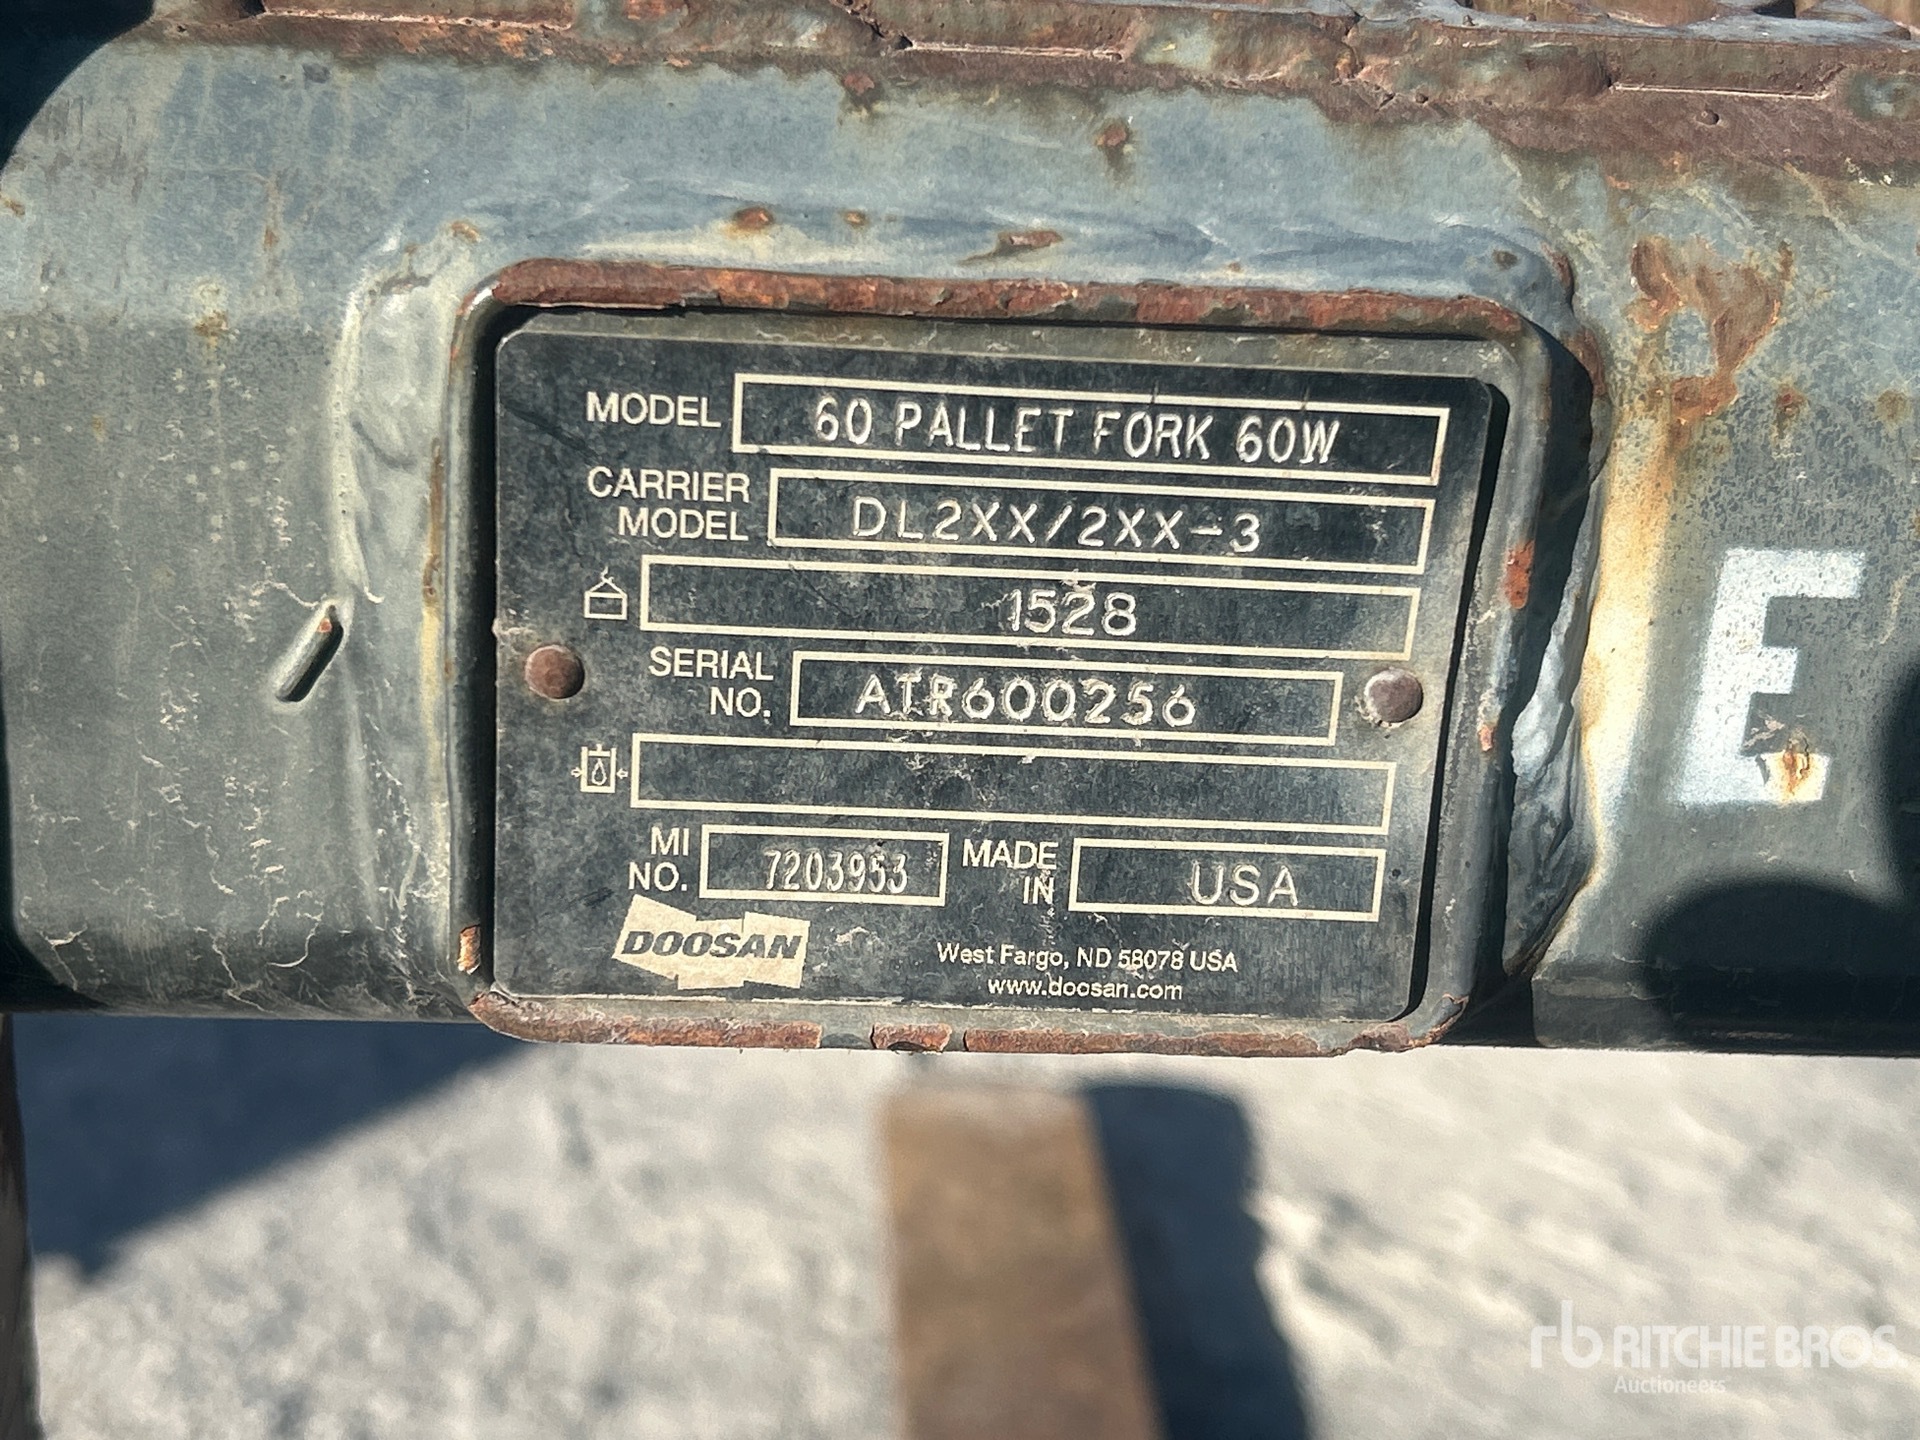 MODEL 60 PALLET FORK 60W
CARRIER MODEL DL2XX/2XX-3
1528
SERIAL NO. ATR600256
MI NO. 7203953 MADE IN USA
DOOSAN
West Fargo, ND 58078 USA
www.doosan.com
E
rb RITCHIE BROS.
Auctioneers